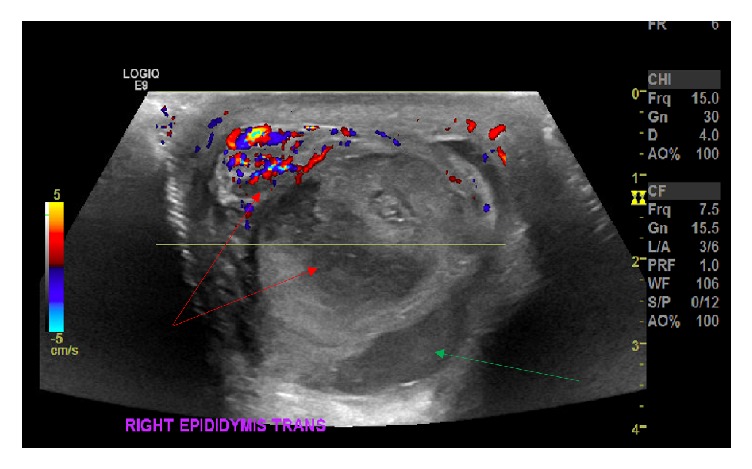 FR 6
LOGIQ
E9
CHI
Frq 15.0
Gn 30
D 4.0
AO% 100
CF
Frq 7.5
Gn 15.5
L/A 3/6
PRF 1.0
WF 106
S/P 0/12
AO% 100
0
1
2
3
4
5
-5
cm/s
RIGHT EPIDIDYMIS TRANS